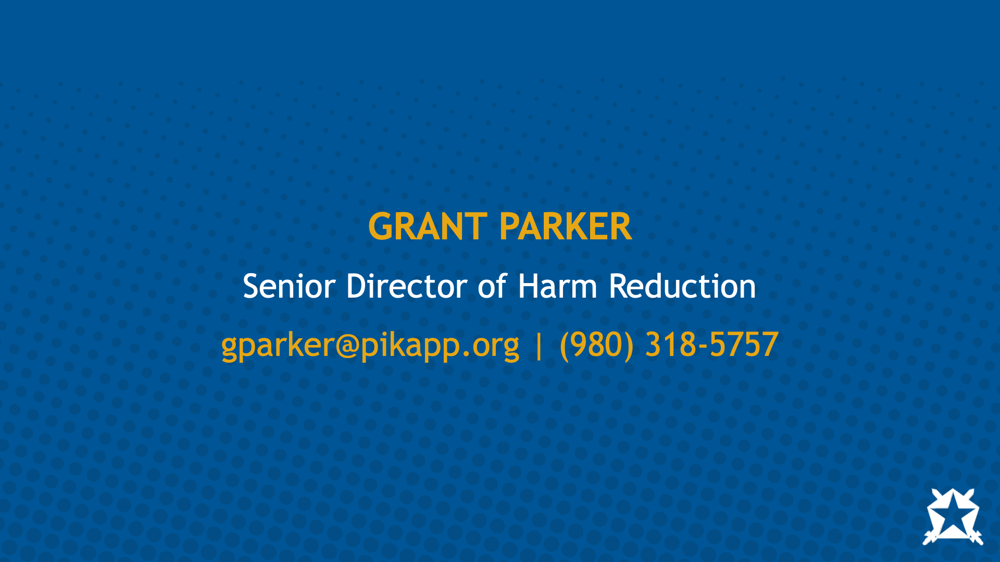 GRANT PARKER
Senior Director of Harm Reduction
gparker@pikapp.org | (980) 318-5757